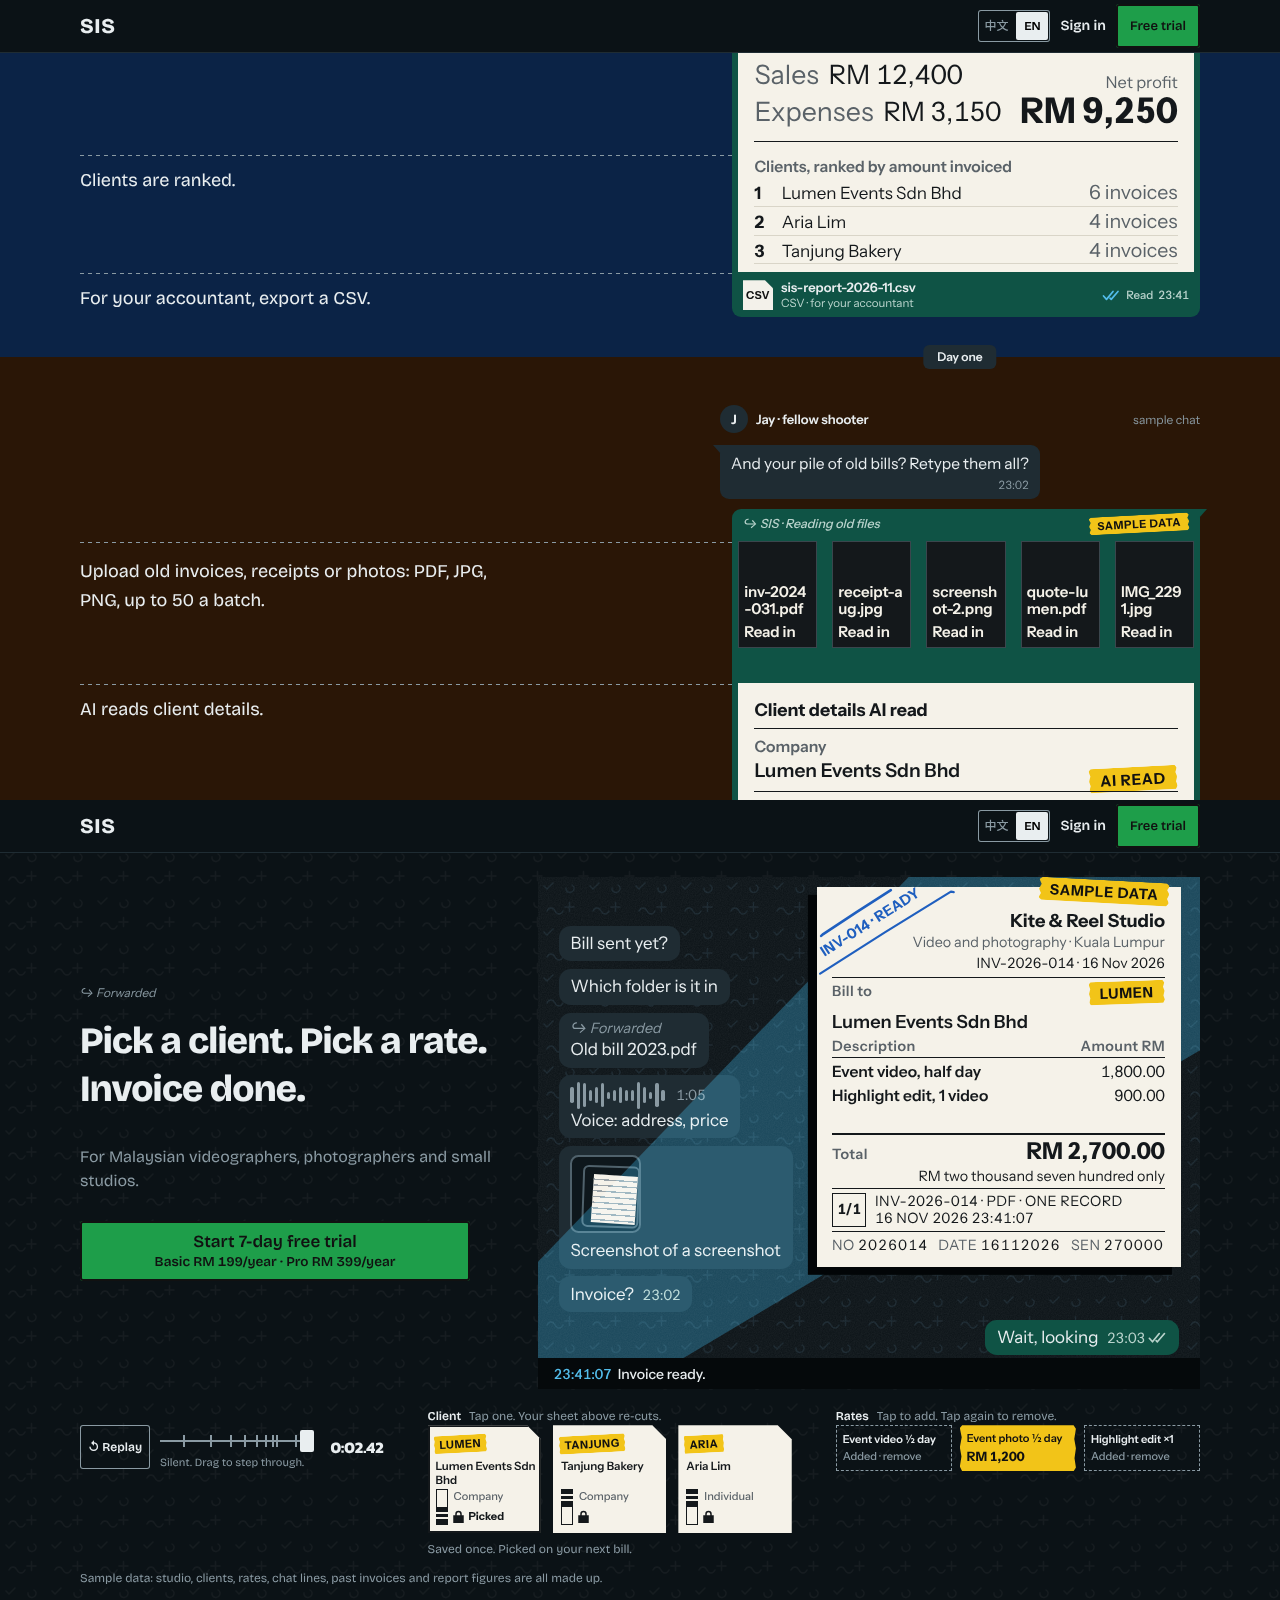 SIS
中文 EN Sign in Free trial
Sales RM 12,400
Expenses RM 3,150
Net profit
RM 9,250
Clients are ranked.
Clients, ranked by amount invoiced
1 Lumen Events Sdn Bhd 6 invoices
2 Aria Lim 4 invoices
3 Tanjung Bakery 4 invoices
For your accountant, export a CSV.
CSV
sis-report-2026-11.csv
CSV · for your accountant
Read 23:41
Day one
J Jay · fellow shooter
sample chat
And your pile of old bills? Retype them all?
23:02
↪ SIS · Reading old files
SAMPLE DATA
Upload old invoices, receipts or photos: PDF, JPG,
PNG, up to 50 a batch.
inv-2024
-031.pdf
Read in
receipt-a
ug.jpg
Read in
screensh
ot-2.png
Read in
quote-lu
men.pdf
Read in
IMG_229
1.jpg
Read in
AI reads client details.
Client details AI read
Company
Lumen Events Sdn Bhd
AI READ
SIS
中文 EN Sign in Free trial
↪ Forwarded
Pick a client. Pick a rate.
Invoice done.
For Malaysian videographers, photographers and small
studios.
Start 7-day free trial
Basic RM 199/year · Pro RM 399/year
Bill sent yet?
Which folder is it in
↪ Forwarded
Old bill 2023.pdf
1:05
Voice: address, price
Screenshot of a screenshot
Invoice? 23:02
INV-014 · READY
SAMPLE DATA
Kite & Reel Studio
Video and photography · Kuala Lumpur
INV-2026-014 · 16 Nov 2026
Bill to
LUMEN
Lumen Events Sdn Bhd
Description Amount RM
Event video, half day 1,800.00
Highlight edit, 1 video 900.00
Total RM 2,700.00
RM two thousand seven hundred only
1/1
INV-2026-014 · PDF · ONE RECORD
16 NOV 2026 23:41:07
NO 2026014 DATE 16112026 SEN 270000
Wait, looking 23:03
23:41:07 Invoice ready.
Replay
Silent. Drag to step through.
0:02.42
Client Tap one. Your sheet above re-cuts.
LUMEN
Lumen Events Sdn
Bhd
Company
Picked
TANJUNG
Tanjung Bakery
Company
ARIA
Aria Lim
Individual
Saved once. Picked on your next bill.
Rates Tap to add. Tap again to remove.
Event video ½ day
Added · remove
Event photo ½ day
RM 1,200
Highlight edit ×1
Added · remove
Sample data: studio, clients, rates, chat lines, past invoices and report figures are all made up.